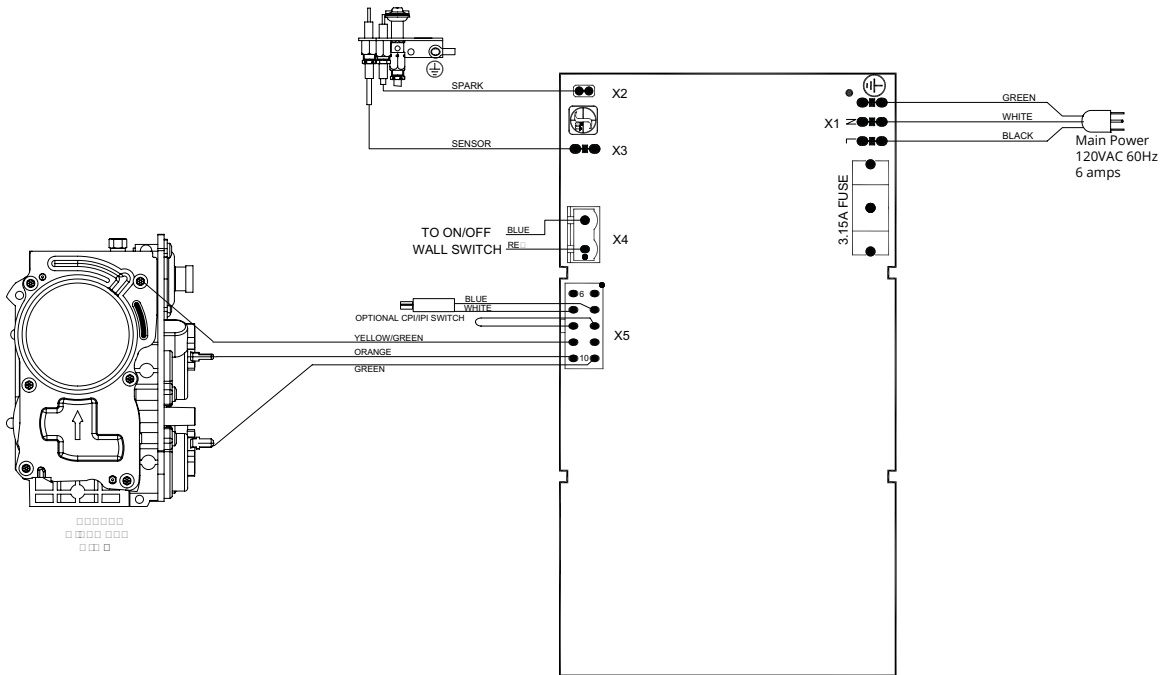 SPARK
X2
SENSOR
X3
TO ON/OFF
WALL SWITCH
BLUE
X4
BLUE
WHITE
OPTIONAL CPI/IPI SWITCH
6
10
X5
YELLOW/GREEN
ORANGE
GREEN
X1
N
L
GREEN
WHITE
BLACK
Main Power
120VAC 60Hz
6 amps
3.15A FUSE